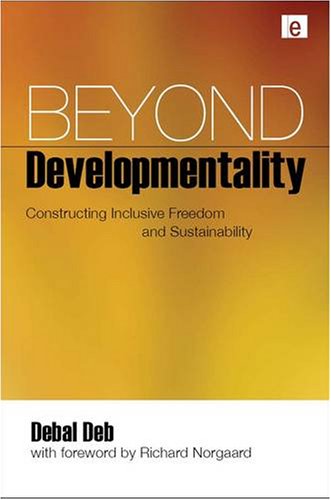 e
BEYOND
Developmentality
Constructing Inclusive Freedom
and Sustainability
Debal Deb
with foreword by Richard Norgaard